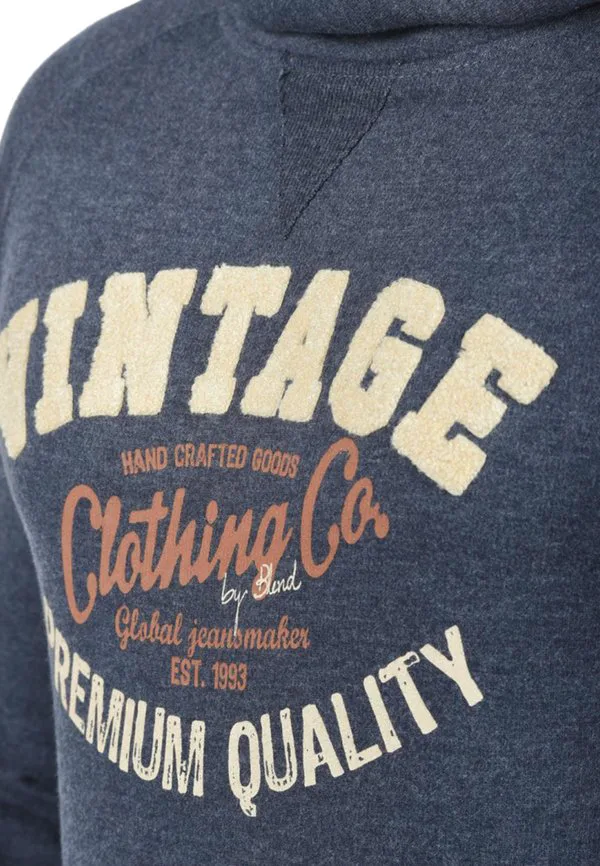 VINTAGE
HAND CRAFTED GOODS
Clothing Co.
by Blend
Global jeansmaker
EST. 1993
PREMIUM QUALITY